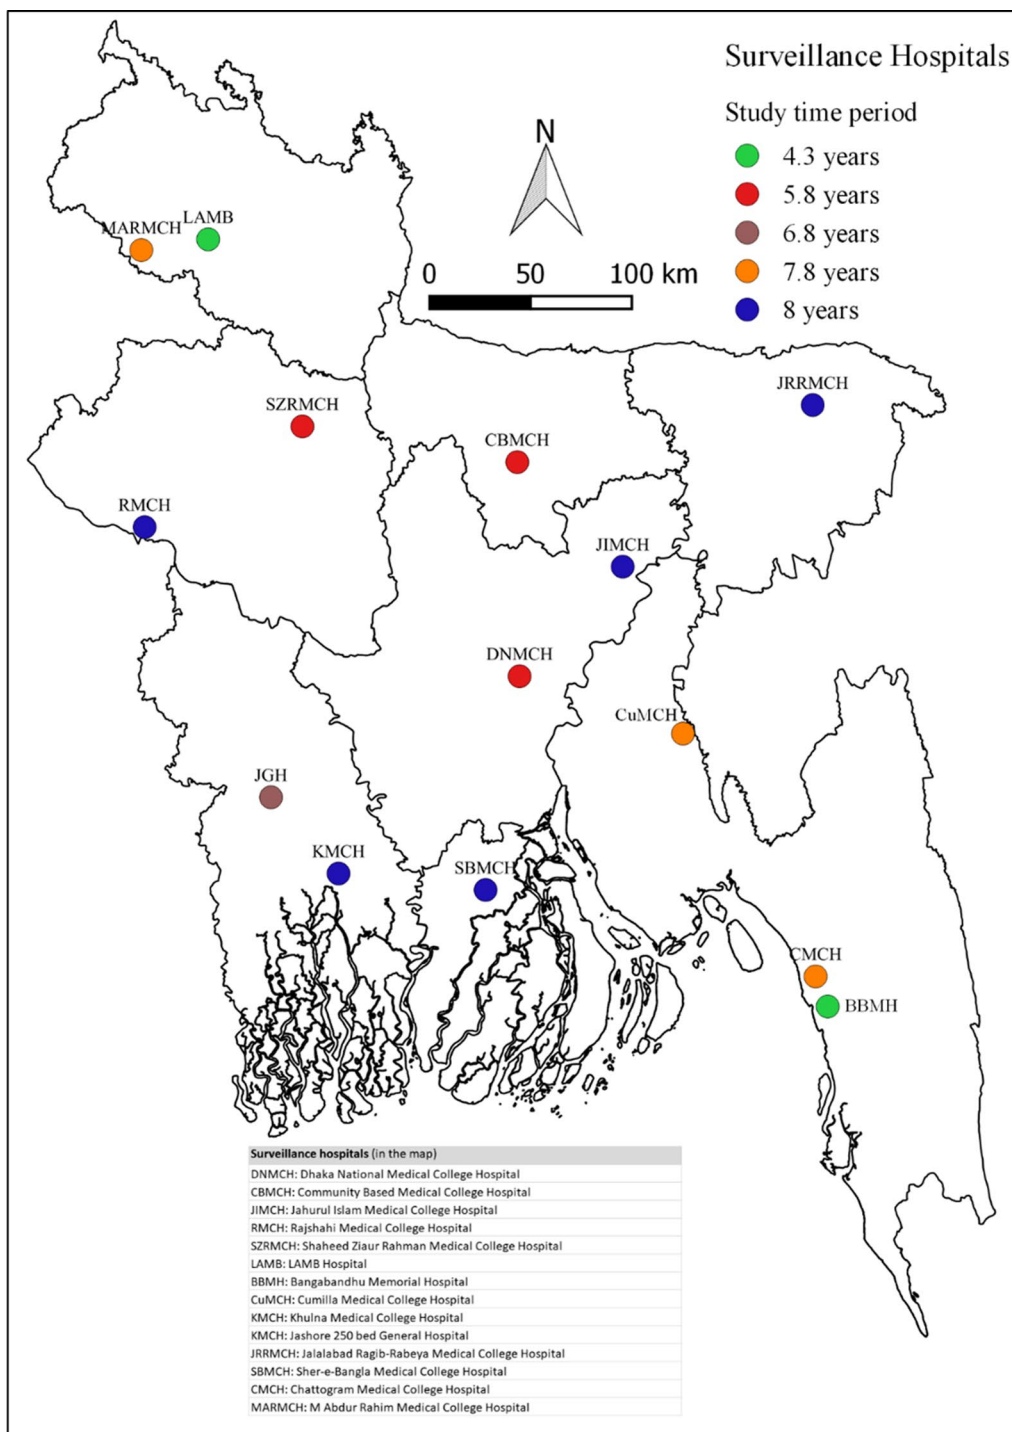 Surveillance Hospitals
Study time period
4.3 years
5.8 years
6.8 years
7.8 years
8 years
N
0 50 100 km
MARMCH
LAMB
SZRMCH
CBMCH
JRRMCH
RMCH
JIMCH
DNMCH
CuMCH
JGH
KMCH
SBMCH
CMCH
BBMH
Surveillance hospitals (in the map)
DNMCH: Dhaka National Medical College Hospital
CBMCH: Community Based Medical College Hospital
JIMCH: Jahurul Islam Medical College Hospital
RMCH: Rajshahi Medical College Hospital
SZRMCH: Shaheed Ziaur Rahman Medical College Hospital
LAMB: LAMB Hospital
BBMH: Bangabandhu Memorial Hospital
CuMCH: Cumilla Medical College Hospital
KMCH: Khulna Medical College Hospital
KMCH: Jashore 250 bed General Hospital
JRRMCH: Jalalabad Ragib-Rabeya Medical College Hospital
SBMCH: Sher-e-Bangla Medical College Hospital
CMCH: Chattogram Medical College Hospital
MARMCH: M Abdur Rahim Medical College Hospital